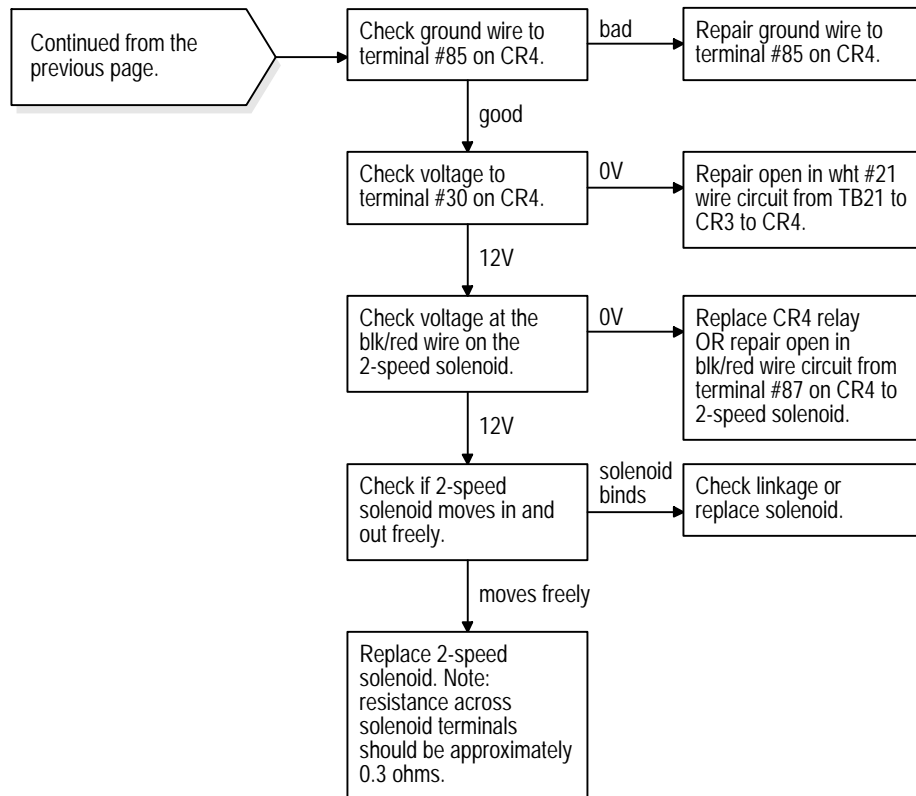 Continued from the
previous page.
Check ground wire to
terminal #85 on CR4.
bad
Repair ground wire to
terminal #85 on CR4.
good
Check voltage to
terminal #30 on CR4.
0V
Repair open in wht #21
wire circuit from TB21 to
CR3 to CR4.
12V
Check voltage at the
blk/red wire on the
2-speed solenoid.
0V
Replace CR4 relay
OR repair open in
blk/red wire circuit from
terminal #87 on CR4 to
2-speed solenoid.
12V
Check if 2-speed
solenoid moves in and
out freely.
solenoid
binds
Check linkage or
replace solenoid.
moves freely
Replace 2-speed
solenoid. Note:
resistance across
solenoid terminals
should be approximately
0.3 ohms.